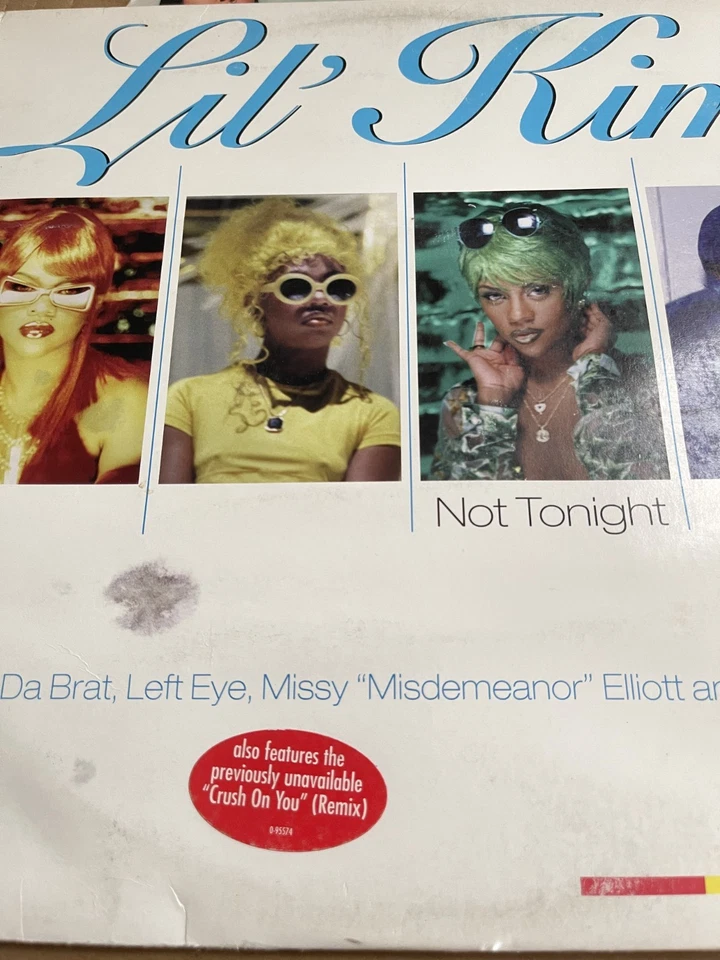 Lil' Kim
Not Tonight
Da Brat, Left Eye, Missy "Misdemeanor" Elliott an
also features the
previously unavailable
"Crush On You" (Remix)
0-95574